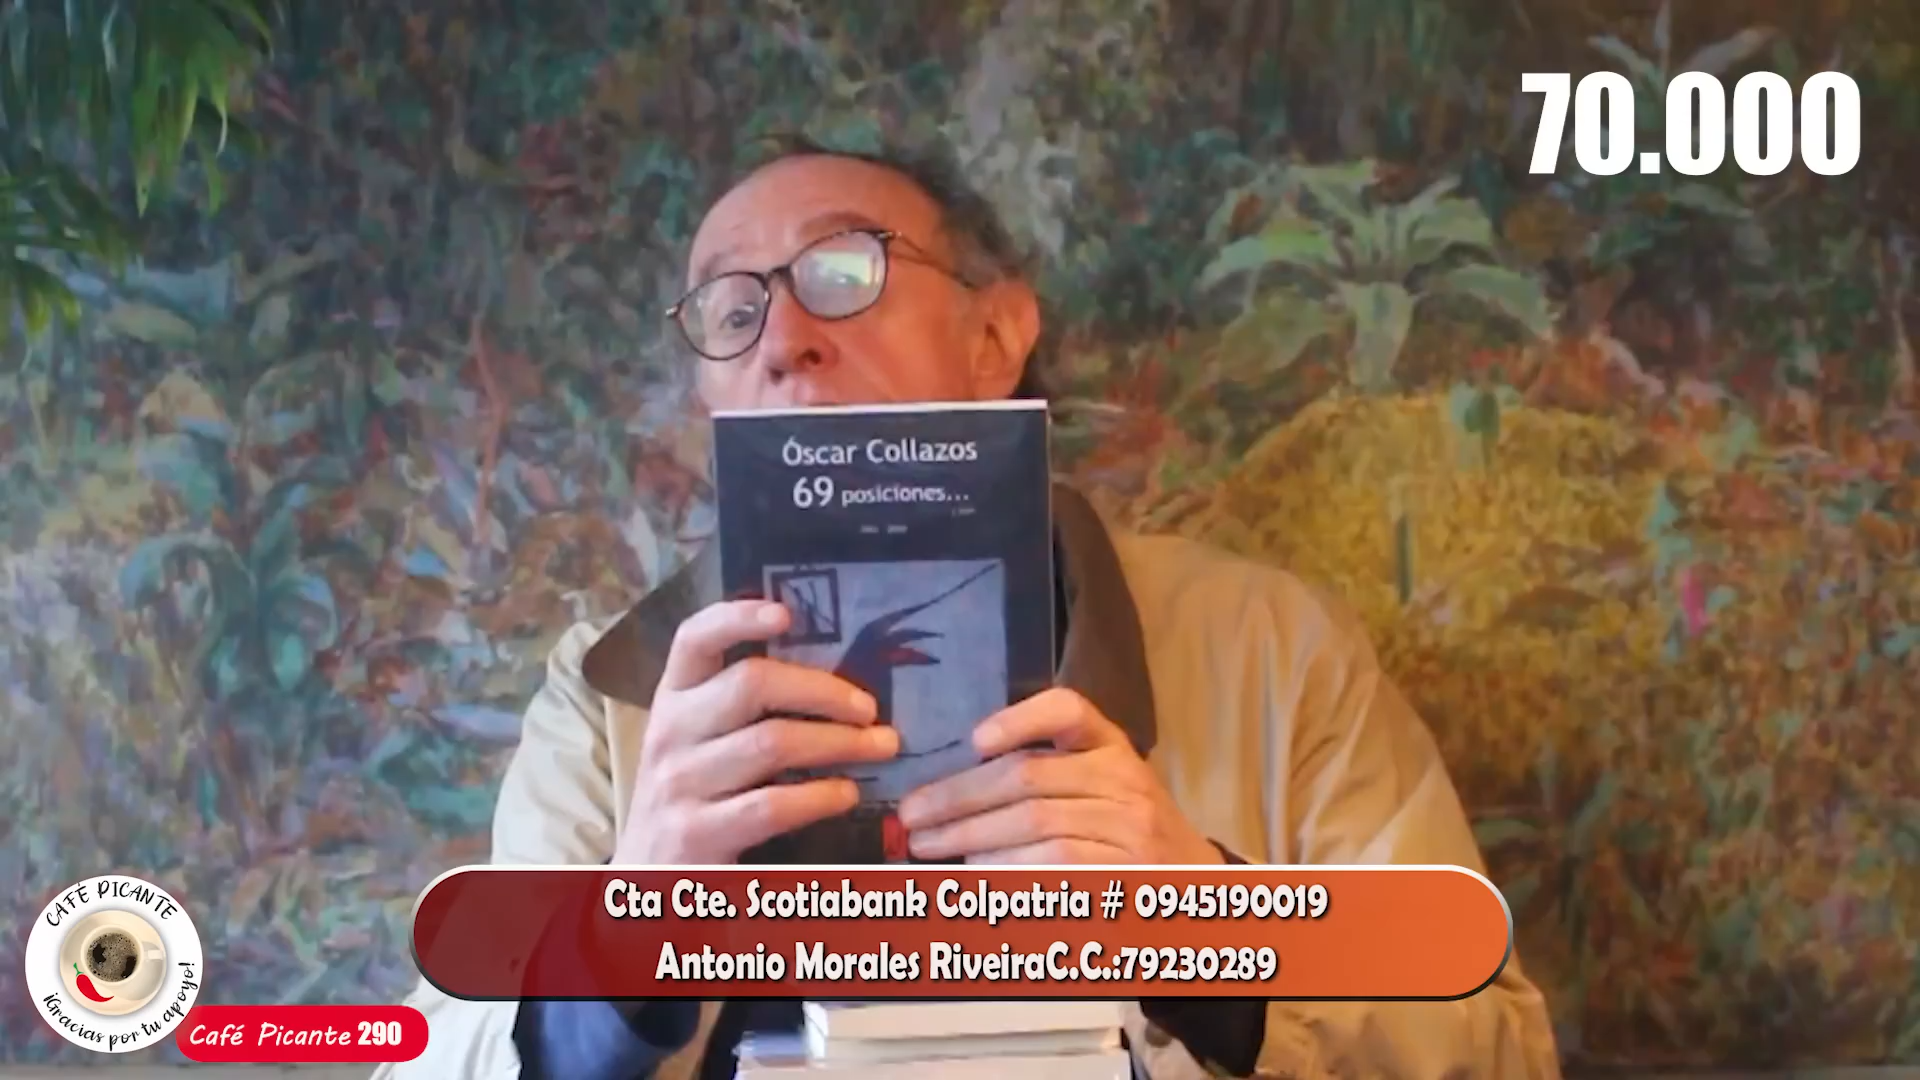 70.000
Óscar Collazos
69 posiciones...
Cta Cte. Scotiabank Colpatria # 0945190019
Antonio Morales RiveiraC.C.:79230289
CAFÉ PICANTE
¡Gracias por tu apoyo!
Café Picante 290